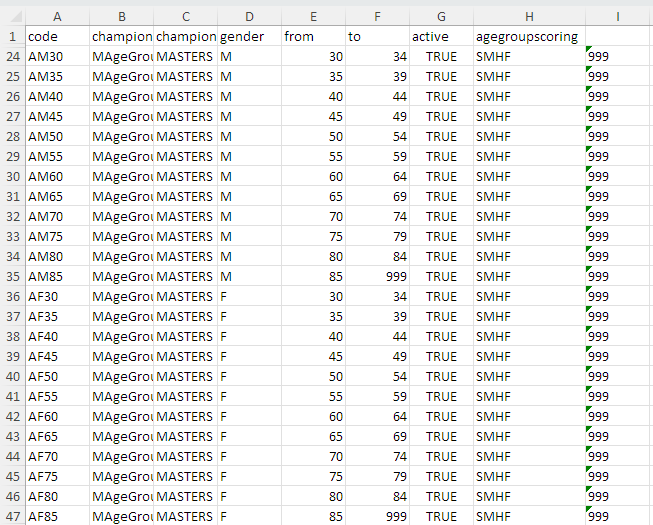 A B C D E F G H I
1 code champion champion gender from to active agegroupscoring
24 AM30 MAgeGrou MASTERS M 30 34 TRUE SMHF 999
25 AM35 MAgeGrou MASTERS M 35 39 TRUE SMHF 999
26 AM40 MAgeGrou MASTERS M 40 44 TRUE SMHF 999
27 AM45 MAgeGrou MASTERS M 45 49 TRUE SMHF 999
28 AM50 MAgeGrou MASTERS M 50 54 TRUE SMHF 999
29 AM55 MAgeGrou MASTERS M 55 59 TRUE SMHF 999
30 AM60 MAgeGrou MASTERS M 60 64 TRUE SMHF 999
31 AM65 MAgeGrou MASTERS M 65 69 TRUE SMHF 999
32 AM70 MAgeGrou MASTERS M 70 74 TRUE SMHF 999
33 AM75 MAgeGrou MASTERS M 75 79 TRUE SMHF 999
34 AM80 MAgeGrou MASTERS M 80 84 TRUE SMHF 999
35 AM85 MAgeGrou MASTERS M 85 999 TRUE SMHF 999
36 AF30 MAgeGrou MASTERS F 30 34 TRUE SMHF 999
37 AF35 MAgeGrou MASTERS F 35 39 TRUE SMHF 999
38 AF40 MAgeGrou MASTERS F 40 44 TRUE SMHF 999
39 AF45 MAgeGrou MASTERS F 45 49 TRUE SMHF 999
40 AF50 MAgeGrou MASTERS F 50 54 TRUE SMHF 999
41 AF55 MAgeGrou MASTERS F 55 59 TRUE SMHF 999
42 AF60 MAgeGrou MASTERS F 60 64 TRUE SMHF 999
43 AF65 MAgeGrou MASTERS F 65 69 TRUE SMHF 999
44 AF70 MAgeGrou MASTERS F 70 74 TRUE SMHF 999
45 AF75 MAgeGrou MASTERS F 75 79 TRUE SMHF 999
46 AF80 MAgeGrou MASTERS F 80 84 TRUE SMHF 999
47 AF85 MAgeGrou MASTERS F 85 999 TRUE SMHF 999